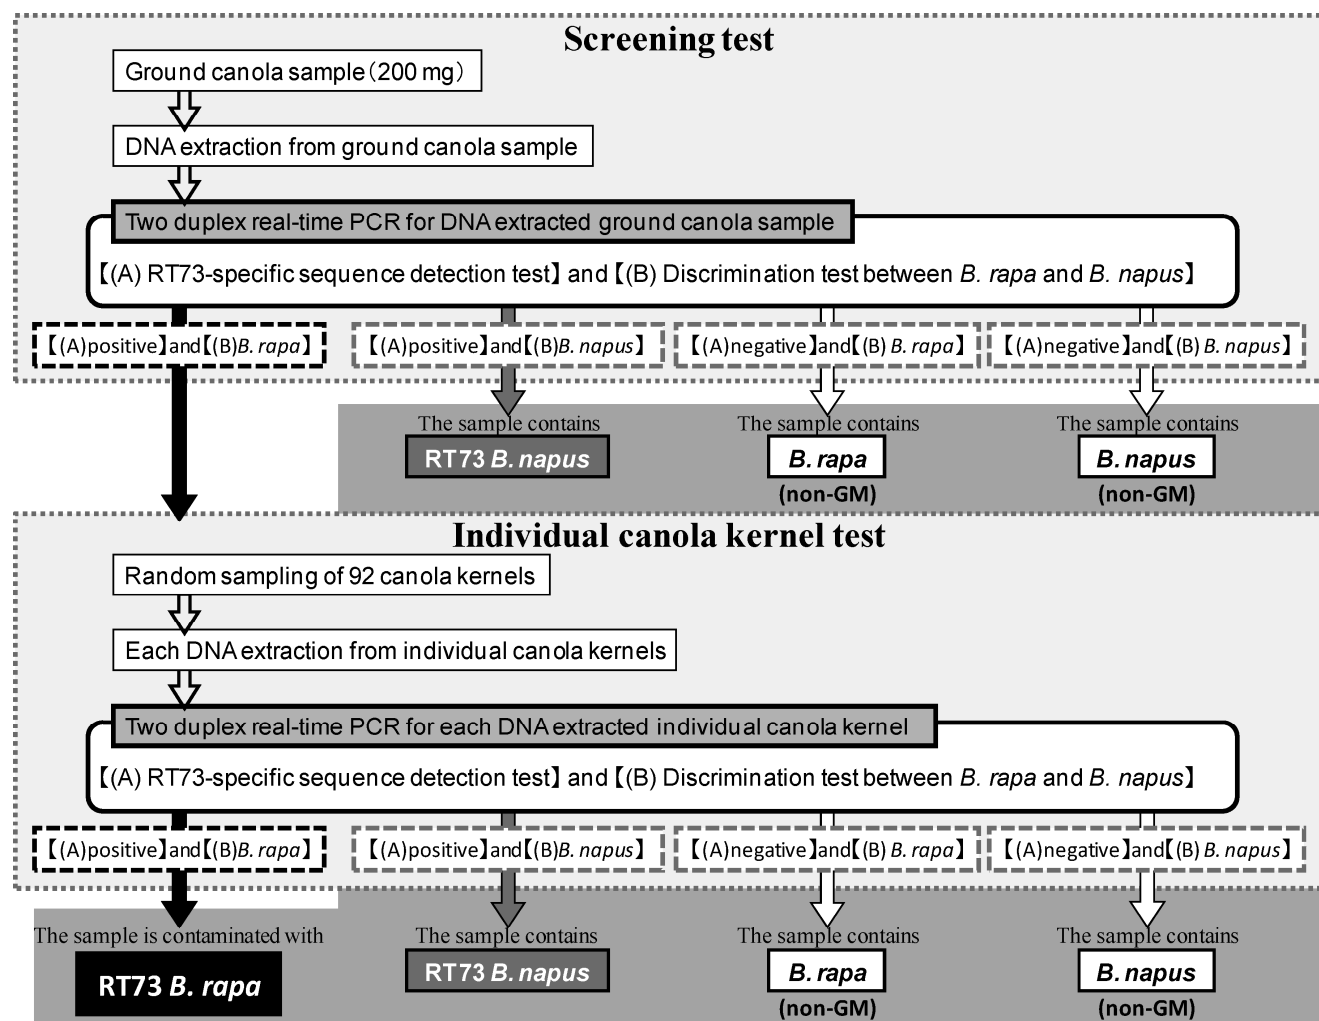 Screening test
Ground canola sample（200 mg）
DNA extraction from ground canola sample
Two duplex real-time PCR for DNA extracted ground canola sample
【(A) RT73-specific sequence detection test】 and 【(B) Discrimination test between B. rapa and B. napus】
【(A)positive】and【(B)B. rapa】
【(A)positive】and【(B)B. napus】
【(A)negative】and【(B) B. rapa】
【(A)negative】and【(B) B. napus】
The sample contains
RT73 B. napus
The sample contains
B. rapa
(non-GM)
The sample contains
B. napus
(non-GM)
Individual canola kernel test
Random sampling of 92 canola kernels
Each DNA extraction from individual canola kernels
Two duplex real-time PCR for each DNA extracted individual canola kernel
【(A) RT73-specific sequence detection test】 and 【(B) Discrimination test between B. rapa and B. napus】
【(A)positive】and【(B)B. rapa】
【(A)positive】and【(B)B. napus】
【(A)negative】and【(B) B. rapa】
【(A)negative】and【(B) B. napus】
The sample is contaminated with
RT73 B. rapa
The sample contains
RT73 B. napus
The sample contains
B. rapa
(non-GM)
The sample contains
B. napus
(non-GM)